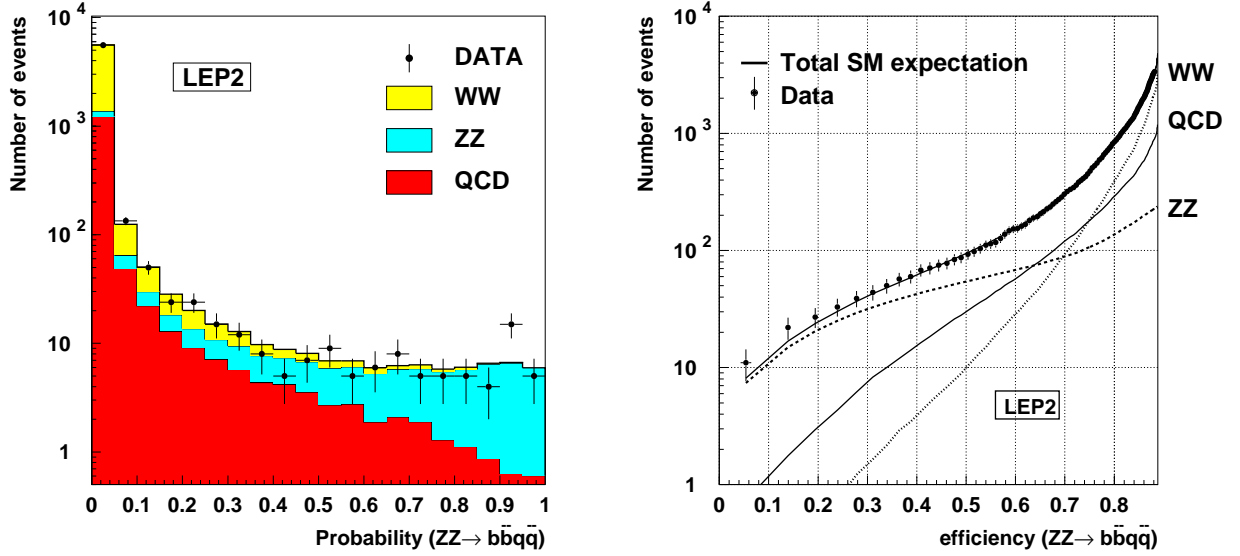 Number of events
10 4
10 3
10 2
10
1
LEP2
DATA
WW
ZZ
QCD
0 0.1 0.2 0.3 0.4 0.5 0.6 0.7 0.8 0.9 1
Probability (ZZ→ bb̄qq̄)
Number of events
10 4
10 3
10 2
10
1
Total SM expectation
Data
WW
QCD
ZZ
LEP2
0 0.1 0.2 0.3 0.4 0.5 0.6 0.7 0.8
efficiency (ZZ→ bb̄qq̄)